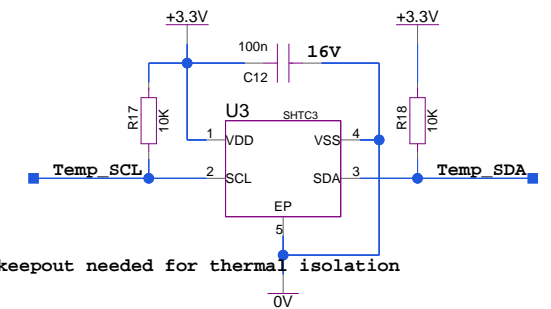 +3.3V
+3.3V
100n
16V
C12
R17
10K
U3
SHTC3
R18
10K
1
VDD
VSS
4
Temp_SCL
2
SCL
SDA
3
Temp_SDA
EP
5
keepout needed for thermal isolation
0V